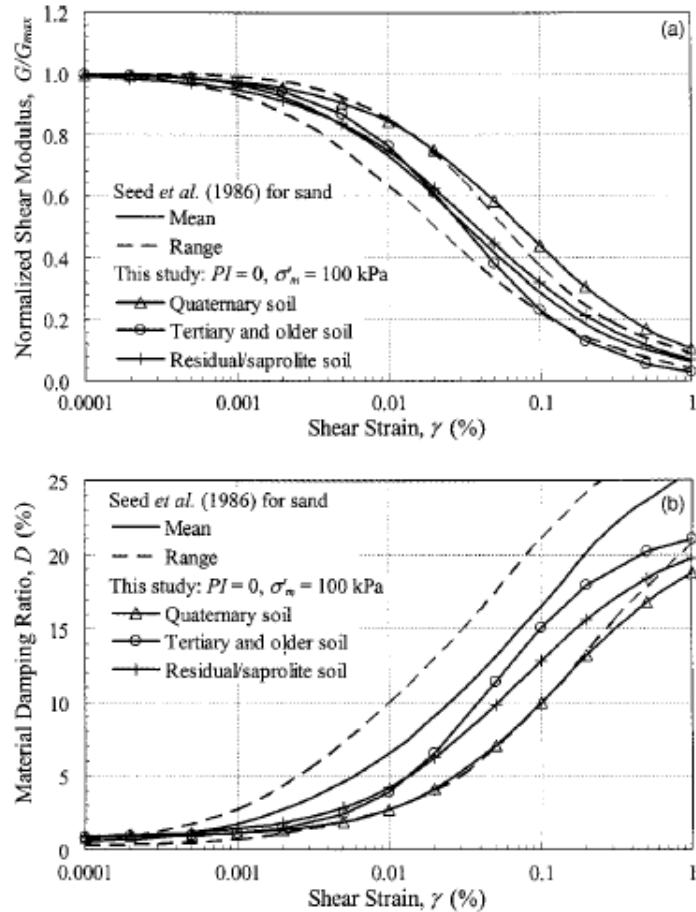 1.2
(a)
1.0
0.8
0.6
0.4
0.2
0.0
Normalized Shear Modulus, G/Gmax
Seed et al. (1986) for sand
Mean
Range
This study: PI = 0, σ'm = 100 kPa
Quaternary soil
Tertiary and older soil
Residual/saprolite soil
0.0001 0.001 0.01 0.1 1
Shear Strain, γ (%)
25
(b)
20
15
10
5
0
Material Damping Ratio, D (%)
Seed et al. (1986) for sand
Mean
Range
This study: PI = 0, σ'm = 100 kPa
Quaternary soil
Tertiary and older soil
Residual/saprolite soil
0.0001 0.001 0.01 0.1 1
Shear Strain, γ (%)